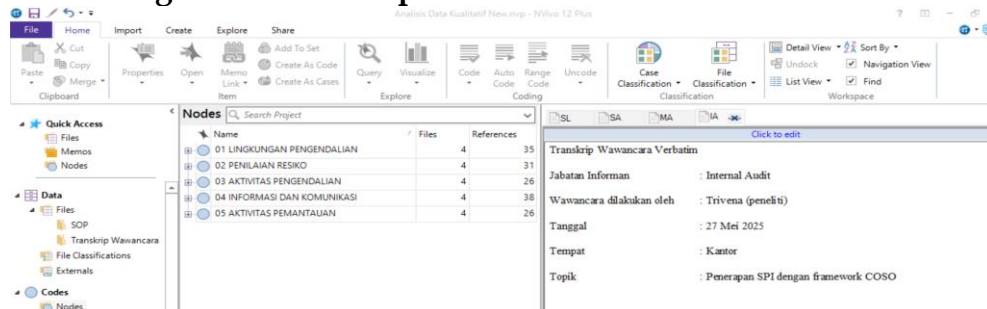 Analisis Data Kualitatif New.nvp - NVivo 12 Plus
File Home Import Create Explore Share
Paste
Cut
Copy
Merge
Clipboard
Properties
Open
Memo Link
Add To Set
Create As Code
Create As Cases
Item
Query
Visualize
Explore
Code
Auto Code
Range Code
Uncode
Coding
Case Classification
File Classification
Classification
Detail View
Undock
List View
Sort By
Navigation View
Find
Workspace
Quick Access
Files
Memos
Nodes
Data
Files
SOP
Transkrip Wawancara
File Classifications
Externals
Codes
Nodes
Nodes Search Project
Name Files References
01 LINGKUNGAN PENGENDALIAN 4 35
02 PENILAIAN RESIKO 4 31
03 AKTIVITAS PENGENDALIAN 4 26
04 INFORMASI DAN KOMUNIKASI 4 38
05 AKTIVITAS PEMANTAUAN 4 26
SL SA MA IA
Click to edit
Transkrip Wawancara Verbatim
Jabatan Informan : Internal Audit
Wawancara dilakukan oleh : Trivena (peneliti)
Tanggal : 27 Mei 2025
Tempat : Kantor
Topik : Penerapan SPI dengan framework COSO